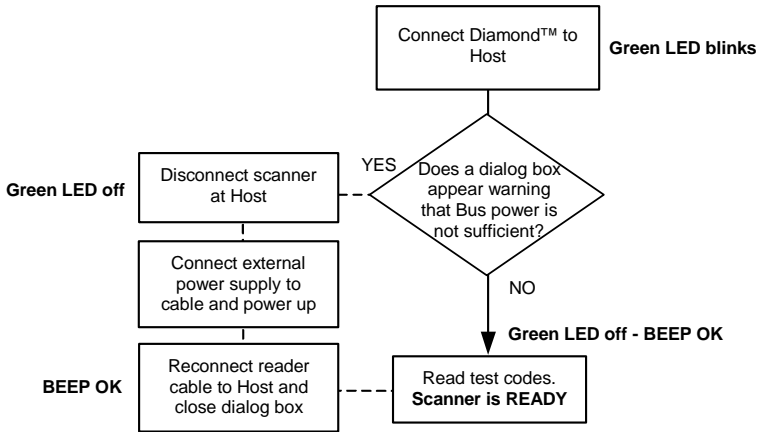 Connect Diamond™ to
Host
Green LED blinks
YES
Does a dialog box
appear warning
that Bus power is
not sufficient?
Green LED off
Disconnect scanner
at Host
Connect external
power supply to
cable and power up
NO
Green LED off - BEEP OK
BEEP OK
Reconnect reader
cable to Host and
close dialog box
Read test codes.
Scanner is READY